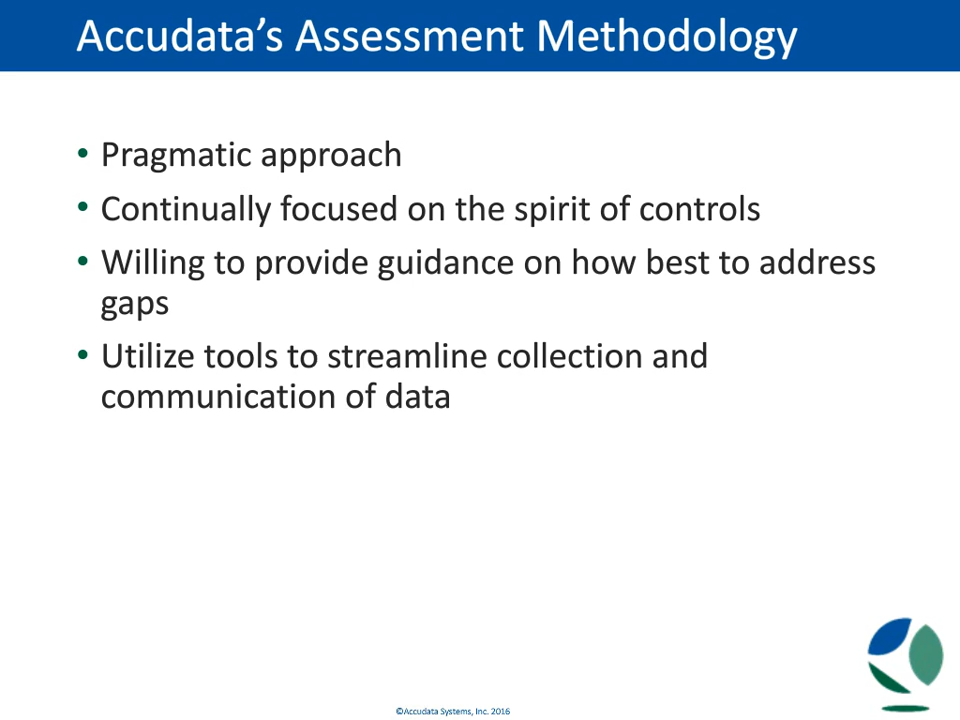 Accudata’s Assessment Methodology
• Pragmatic approach
• Continually focused on the spirit of controls
• Willing to provide guidance on how best to address
gaps
• Utilize tools to streamline collection and
communication of data
©Accudata Systems, Inc. 2016